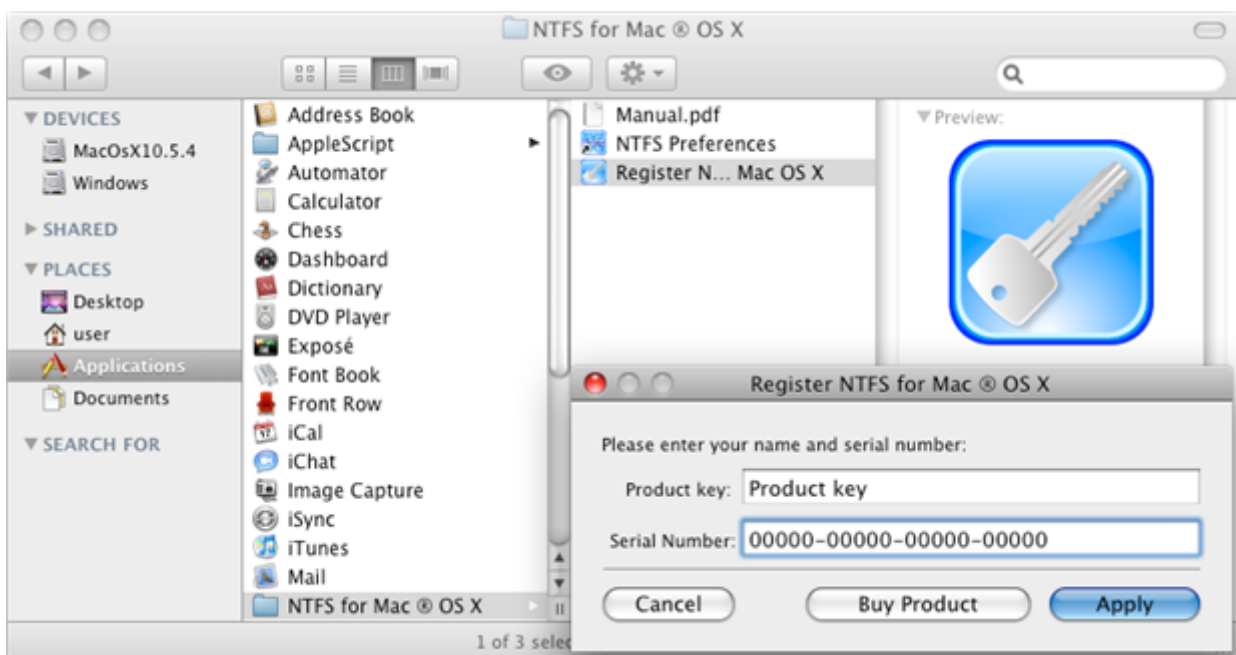 NTFS for Mac ® OS X
DEVICES
MacOsX10.5.4
Windows
SHARED
PLACES
Desktop
user
Applications
Documents
SEARCH FOR
Address Book
AppleScript
Automator
Calculator
Chess
Dashboard
Dictionary
DVD Player
Exposé
Font Book
Front Row
iCal
iChat
Image Capture
iSync
iTunes
Mail
NTFS for Mac ® OS X
Manual.pdf
NTFS Preferences
Register N... Mac OS X
Preview:
1 of 3
Register NTFS for Mac ® OS X
Please enter your name and serial number:
Product key: Product key
Serial Number: 00000-00000-00000-00000
Cancel Buy Product Apply